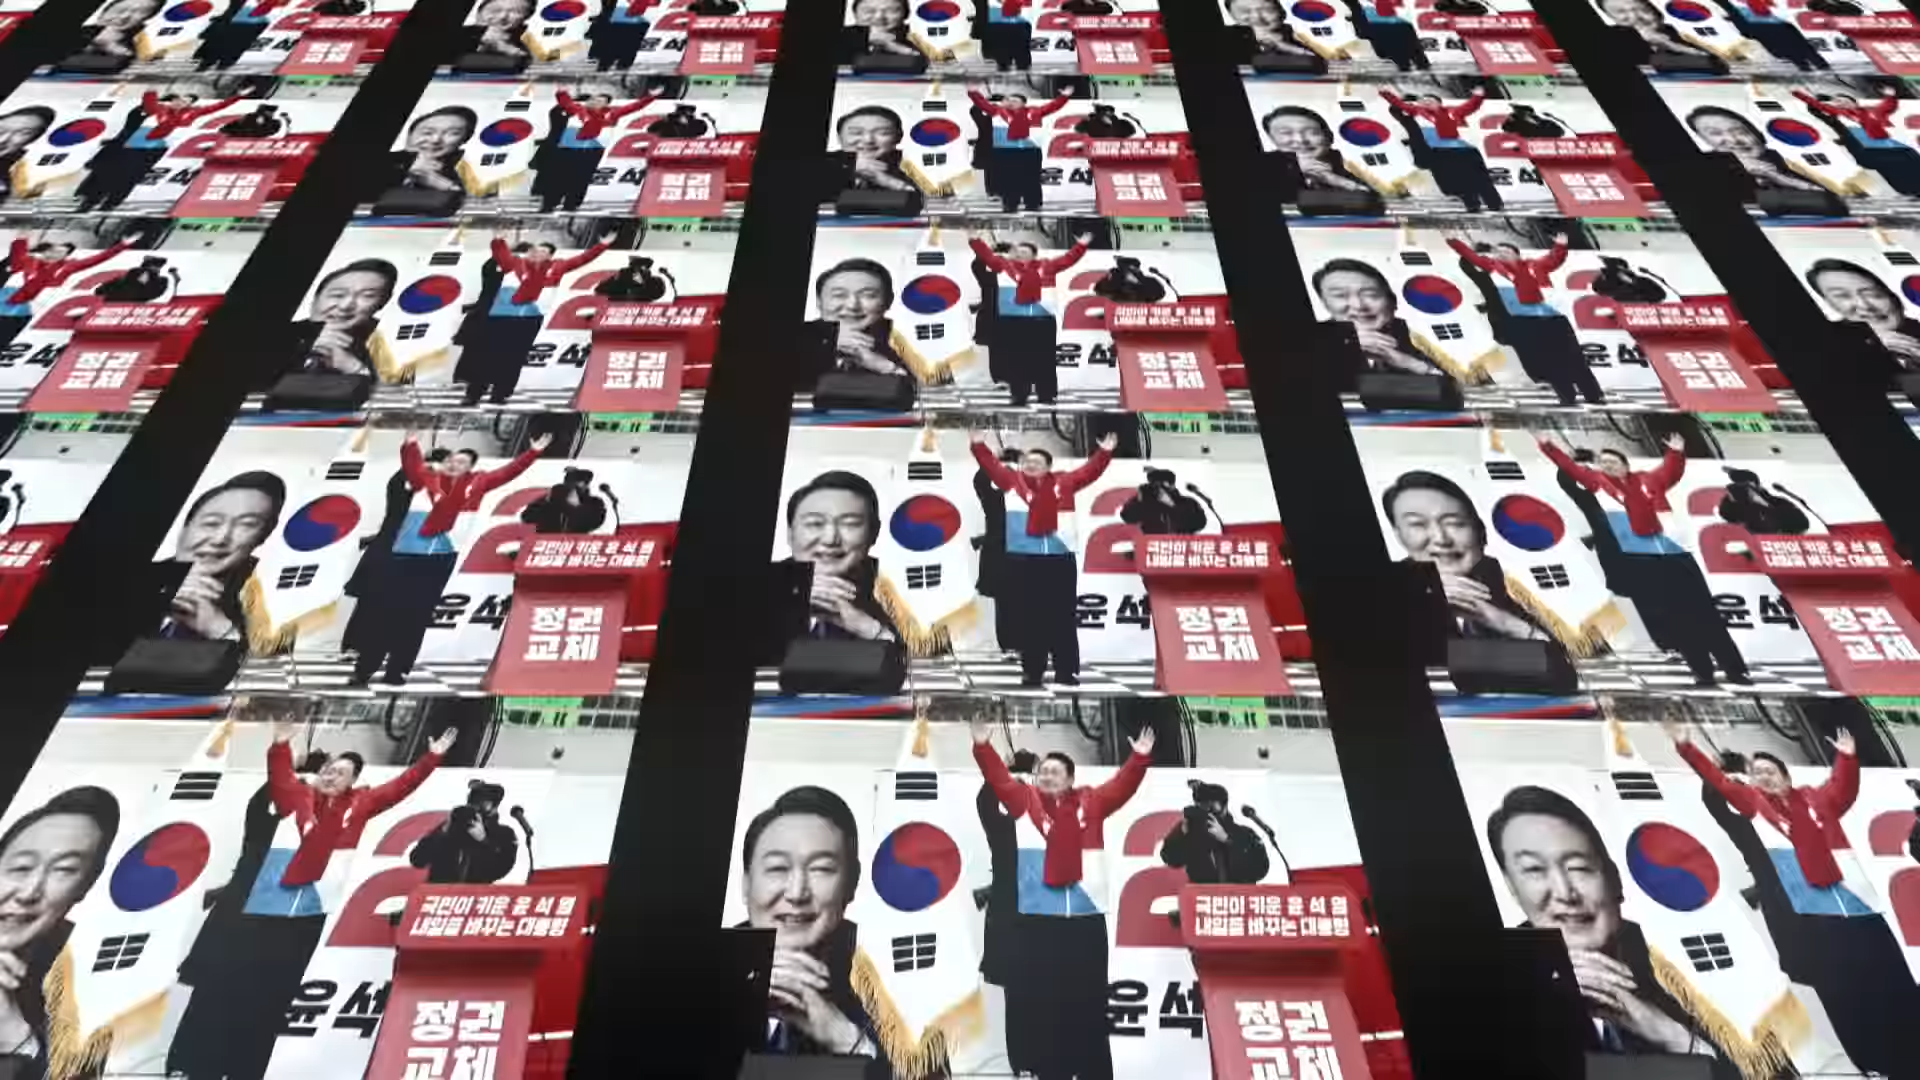 국민이 키운 윤석열
내일을 바꾸는 대통령
윤석
정권
교체